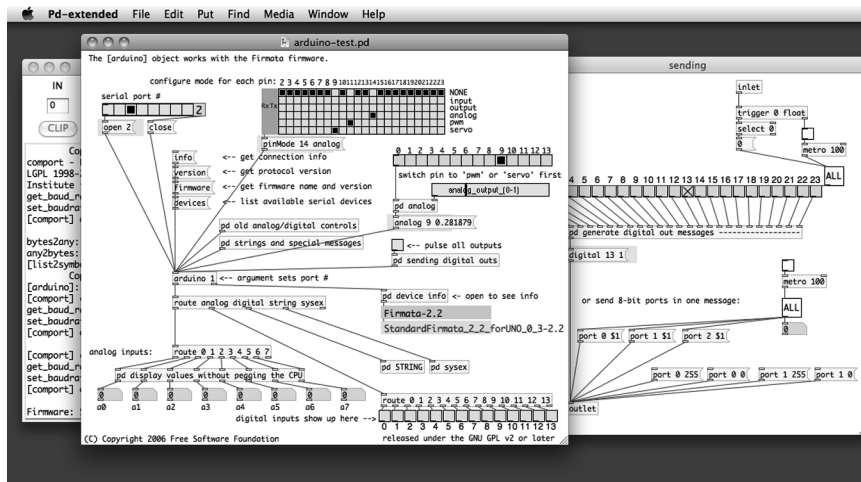 Pd-extended File Edit Put Find Media Window Help
arduino-test.pd
The [arduino] object works with the Firmata firmware.
configure mode for each pin: 2 3 4 5 6 7 8 9 10 11 12 13 14 15 16 17 18 19 20 21 22 23
NONE
input
output
analog
pwm
servo
RxTx
serial port #
2
open 2
close
pinMode 14 analog
info <-- get connection info
version <-- get protocol version
firmware <-- get firmware name and version
devices <-- list available serial devices
0 1 2 3 4 5 6 7 8 9 10 11 12 13
switch pin to 'pwm' or 'servo' first
analog_output_(0-1)
pd analog
analog 9 0.281879
pd old analog/digital controls
pd strings and special messages
<-- pulse all outputs
pd sending digital outs
arduino 1 <-- argument sets port #
pd device info <-- open to see info
route analog digital string sysex
Firmata-2.2
StandardFirmata_2_2_forUNO_0_3-2.2
analog inputs:
route 0 1 2 3 4 5 6 7
pd STRING
pd sysex
pd display values without pegging the CPU
0 0 0 0 0 0 0 0
a0 a1 a2 a3 a4 a5 a6 a7
route 0 1 2 3 4 5 6 7 8 9 10 11 12 13
digital inputs show up here -->
0 1 2 3 4 5 6 7 8 9 10 11 12 13
(C) Copyright 2006 Free Software Foundation
released under the GNU GPL v2 or later
IN
0
CLIP
Cop
comport -
LGPL 1998-2
Institute
get_baud_r
set_baudra
[comport]
bytes2any:
any2bytes:
[list2symb
Cop
[arduino]:
[comport]
get_baud_r
set_baudra
[comport]
[comport]
get_baud_r
set_baudra
[comport]
Firmware:
sending
inlet
trigger 0 float
select 0
0
metro 100
ALL
4 5 6 7 8 9 10 11 12 13 14 15 16 17 18 19 20 21 22 23
pd generate digital out messages --------------------
digital 13 1
metro 100
or send 8-bit ports in one message:
ALL
0
port 0 $1
port 1 $1
port 2 $1
port 0 255
port 0 0
port 1 255
port 1 0
outlet